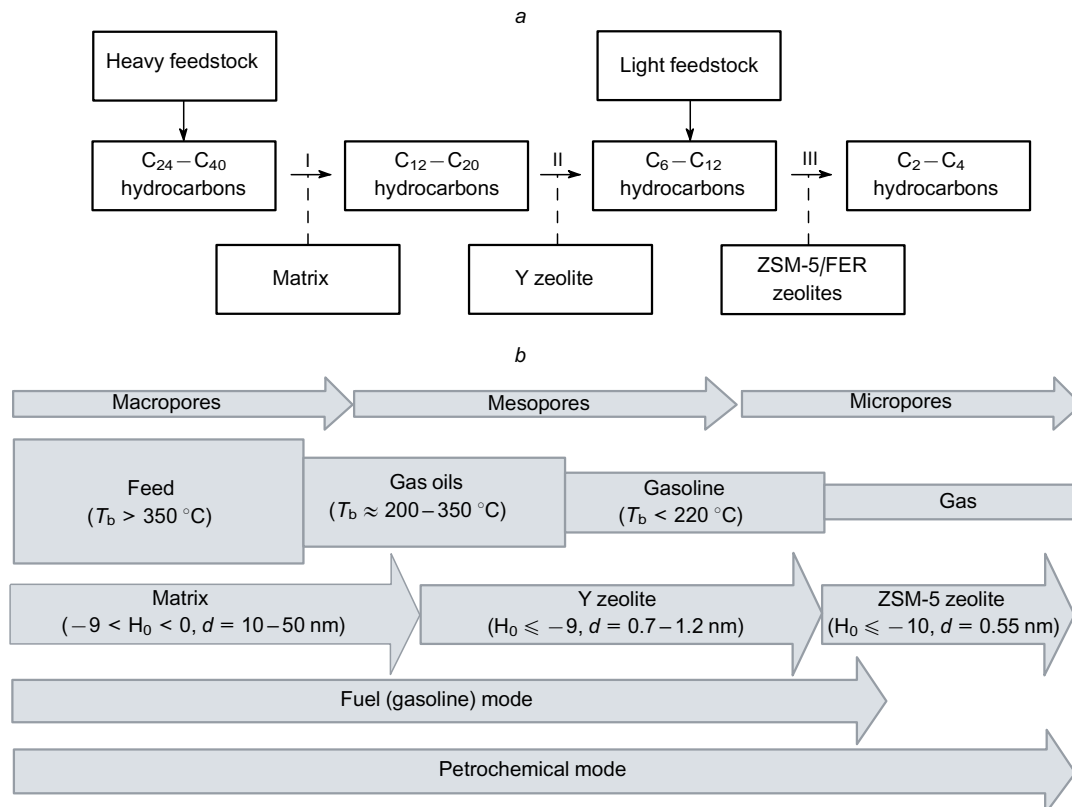 a
Heavy feedstock
Light feedstock
C₂₄–C₄₀
hydrocarbons
I
C₁₂–C₂₀
hydrocarbons
II
C₆–C₁₂
hydrocarbons
III
C₂–C₄
hydrocarbons
Matrix
Y zeolite
ZSM-5/FER
zeolites
b
Macropores
Mesopores
Micropores
Feed
(T_b > 350 °C)
Gas oils
(T_b ≈ 200–350 °C)
Gasoline
(T_b < 220 °C)
Gas
Matrix
(−9 < H₀ < 0, d = 10–50 nm)
Y zeolite
(H₀ ⩽ −9, d = 0.7–1.2 nm)
ZSM-5 zeolite
(H₀ ⩽ −10, d = 0.55 nm)
Fuel (gasoline) mode
Petrochemical mode